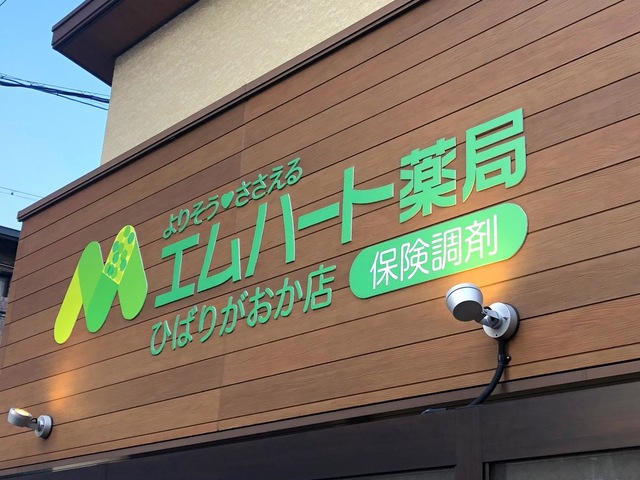 よりそう♥ささえる
エムハート薬局
ひばりがおか店
保険調剤